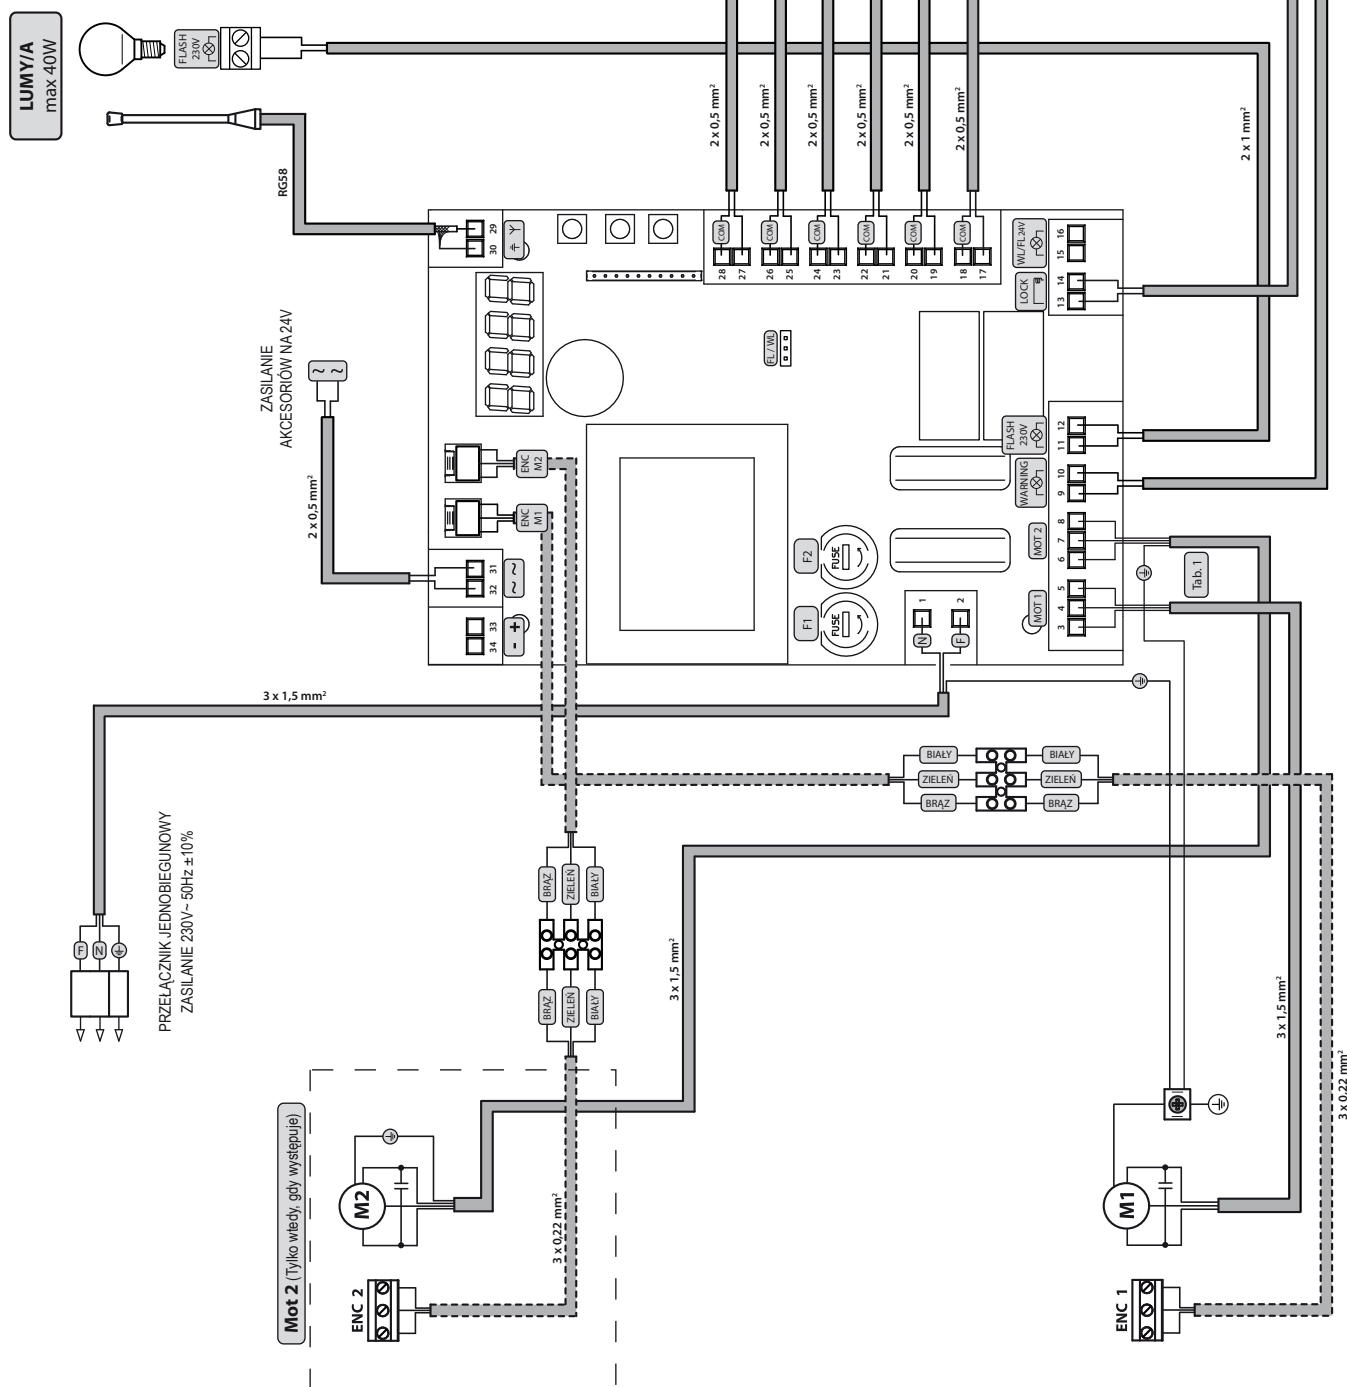 LUMY/A
max 40W
FLASH
230V
RG58
2 x 0,5 mm²
2 x 0,5 mm²
2 x 0,5 mm²
2 x 0,5 mm²
2 x 0,5 mm²
2 x 0,5 mm²
2 x 1 mm²
29
30
COM
COM
COM
COM
COM
COM
28
27
26
25
24
23
22
21
20
19
18
17
WL/FL24V
16
15
LOCK
14
13
FL / WL
ZASILANIE
AKCESORIÓW NA 24V
~ ~
2 x 0,5 mm²
ENC
M2
ENC
M1
31
32
~ ~
33
34
- +
FLASH
230V
12
11
WARNING
10
9
MOT 2
8
7
6
MOT 1
5
4
3
Tab. 1
F2
FUSE
F1
FUSE
1
2
N
F
3 x 1,5 mm²
BIAŁY
BIAŁY
ZIELEŃ
ZIELEŃ
BRĄZ
BRĄZ
PRZEŁĄCZNIK JEDNOBIEGUNOWY
ZASILANIE 230V~ 50Hz ±10%
F
N
BRĄZ
ZIELEŃ
BIAŁY
BRĄZ
ZIELEŃ
BIAŁY
3 x 1,5 mm²
3 x 1,5 mm²
3 x 0,22 mm²
Mot 2 (Tylko wtedy, gdy występuje)
M2
3 x 0,22 mm²
ENC 2
M1
ENC 1